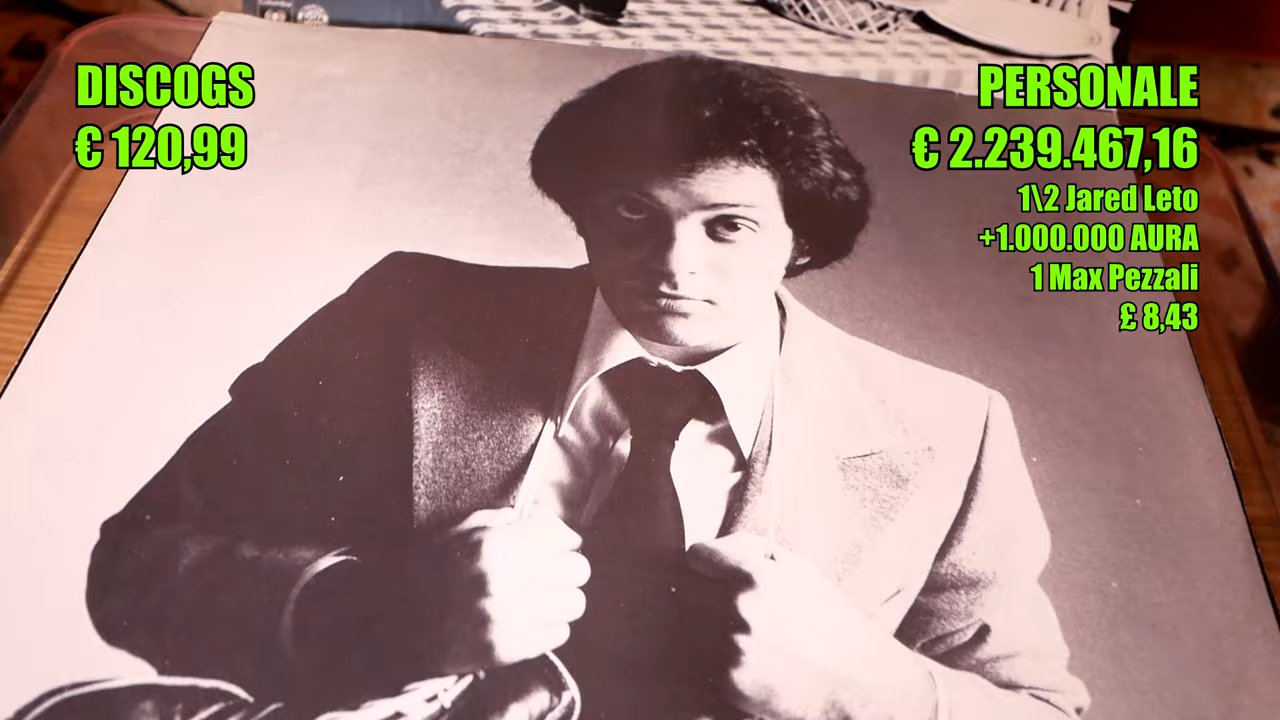 DISCOGS
€ 120,99
PERSONALE
€ 2.239.467,16
1\2 Jared Leto
+1.000.000 AURA
1 Max Pezzali
£ 8,43